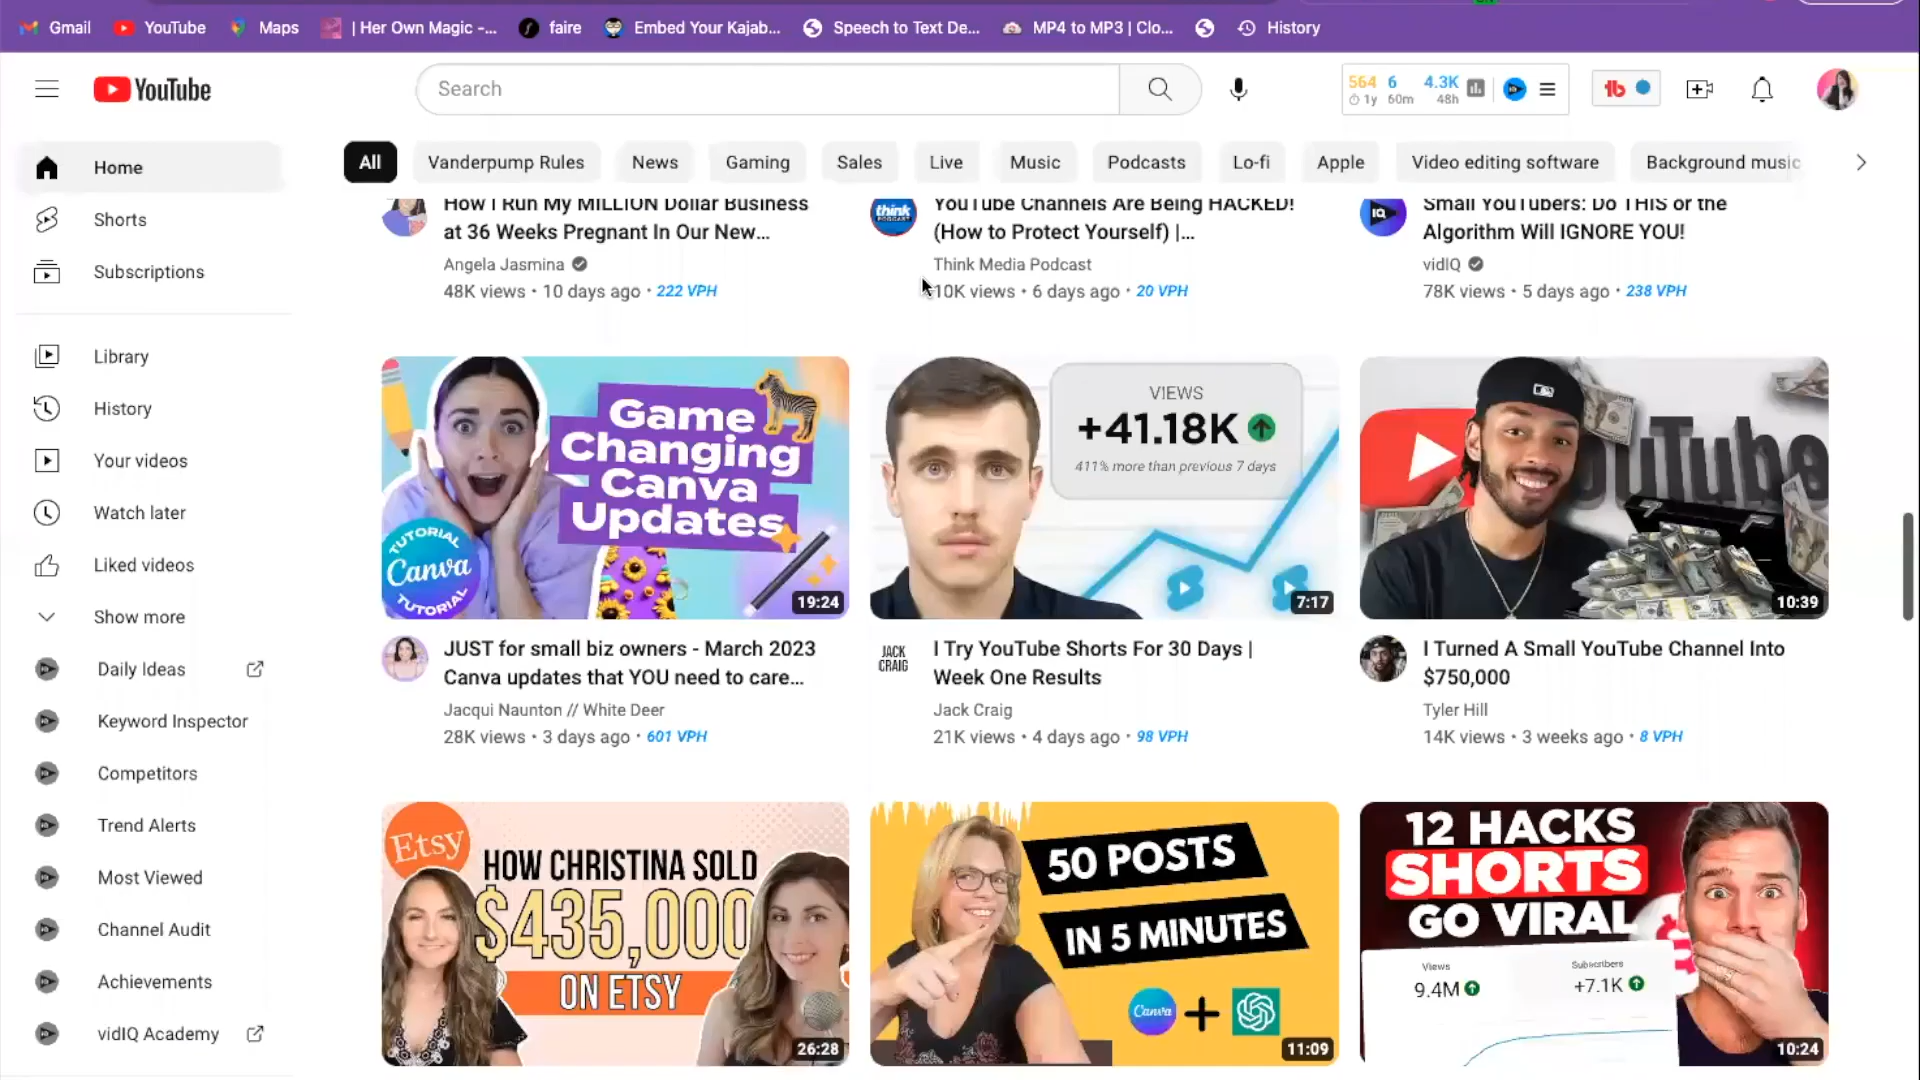 Gmail
YouTube
Maps
| Her Own Magic -...
faire
Embed Your Kajab...
Speech to Text De...
MP4 to MP3 | Clo...
History
YouTube
Search
564 6 4.3K
1y 60m 48h
Home
Shorts
Subscriptions
Library
History
Your videos
Watch later
Liked videos
Show more
Daily Ideas
Keyword Inspector
Competitors
Trend Alerts
Most Viewed
Channel Audit
Achievements
vidIQ Academy
All
Vanderpump Rules
News
Gaming
Sales
Live
Music
Podcasts
Lo-fi
Apple
Video editing software
Background music
How I Run My MILLION Dollar Business
at 36 Weeks Pregnant In Our New...
Angela Jasmina
48K views • 10 days ago • 222 VPH
think
PODCAST
YouTube Channels Are Being HACKED!
(How to Protect Yourself) |...
Think Media Podcast
10K views • 6 days ago • 20 VPH
IQ
Small YouTubers: Do THIS or the
Algorithm Will IGNORE YOU!
vidIQ
78K views • 5 days ago • 238 VPH
Game
Changing
Canva
Updates
TUTORIAL
Canva
TUTORIAL
19:24
JUST for small biz owners - March 2023
Canva updates that YOU need to care...
Jacqui Naunton // White Deer
28K views • 3 days ago • 601 VPH
VIEWS
+41.18K
411% more than previous 7 days
7:17
JACK
CRAIG
I Try YouTube Shorts For 30 Days |
Week One Results
Jack Craig
21K views • 4 days ago • 98 VPH
YouTube
10:39
I Turned A Small YouTube Channel Into
$750,000
Tyler Hill
14K views • 3 weeks ago • 8 VPH
Etsy
HOW CHRISTINA SOLD
$435,000
ON ETSY
26:28
50 POSTS
IN 5 MINUTES
Canva +
11:09
12 HACKS
SHORTS
GO VIRAL
Views
9.4M
Subscribers
+7.1K
10:24